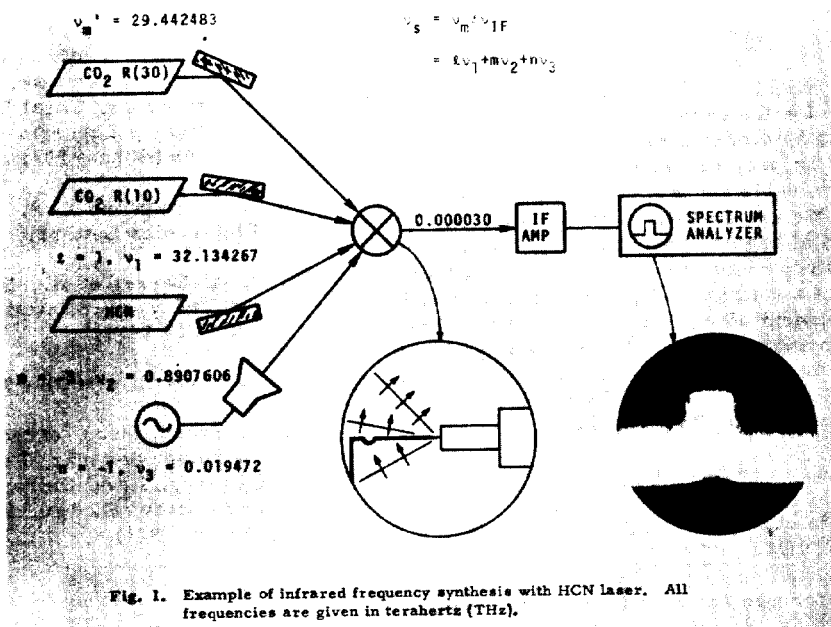 ν_m' = 29.442483
ν_s = ν_m' ν_IF
= ℓν_1+mν_2+nν_3
CO2 R(30)
CO2 R(10)
0.000030
IF AMP
SPECTRUM ANALYZER
ℓ = 1, ν_1 = 32.134267
HCN
ν_2 = 0.8907606
-1, ν_3 = 0.019472
Fig. 1. Example of infrared frequency synthesis with HCN laser. All
frequencies are given in terahertz (THz).